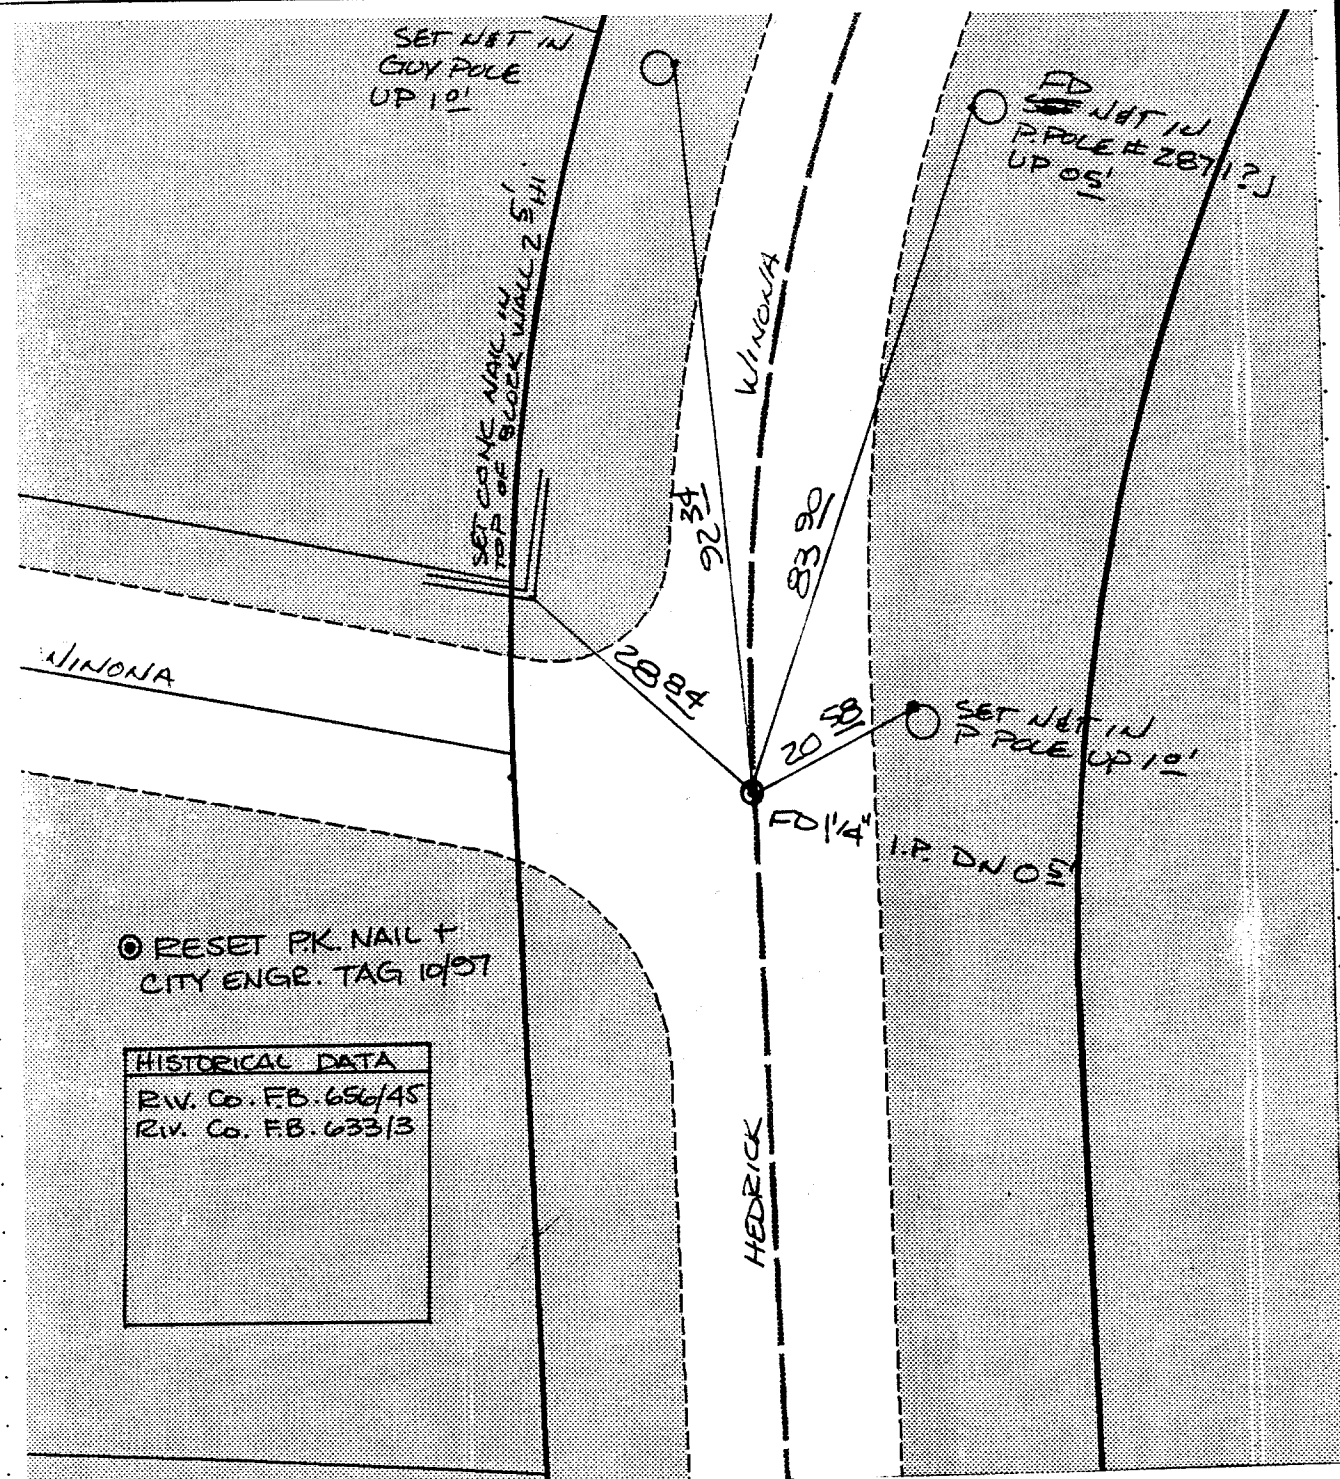 SET N&T IN
GUY POLE
UP 1 0'
FD
N&T IN
P. POLE # 2871?J
UP 0 5'
SET CONC. NAIL IN
TOP OF BLOCK WALL 2 5' HI.
WINONA
92 34
83 90
WINONA
28 84
20 58
SET N&T IN
P. POLE UP 1 0'
FD 1 1/4" I.P. DN 0 5'
RESET P.K. NAIL +
CITY ENGR. TAG 10/97
HISTORICAL DATA
RIV. CO. F.B. 656/45
RIV. CO. F.B. 633/3
HEDRICK